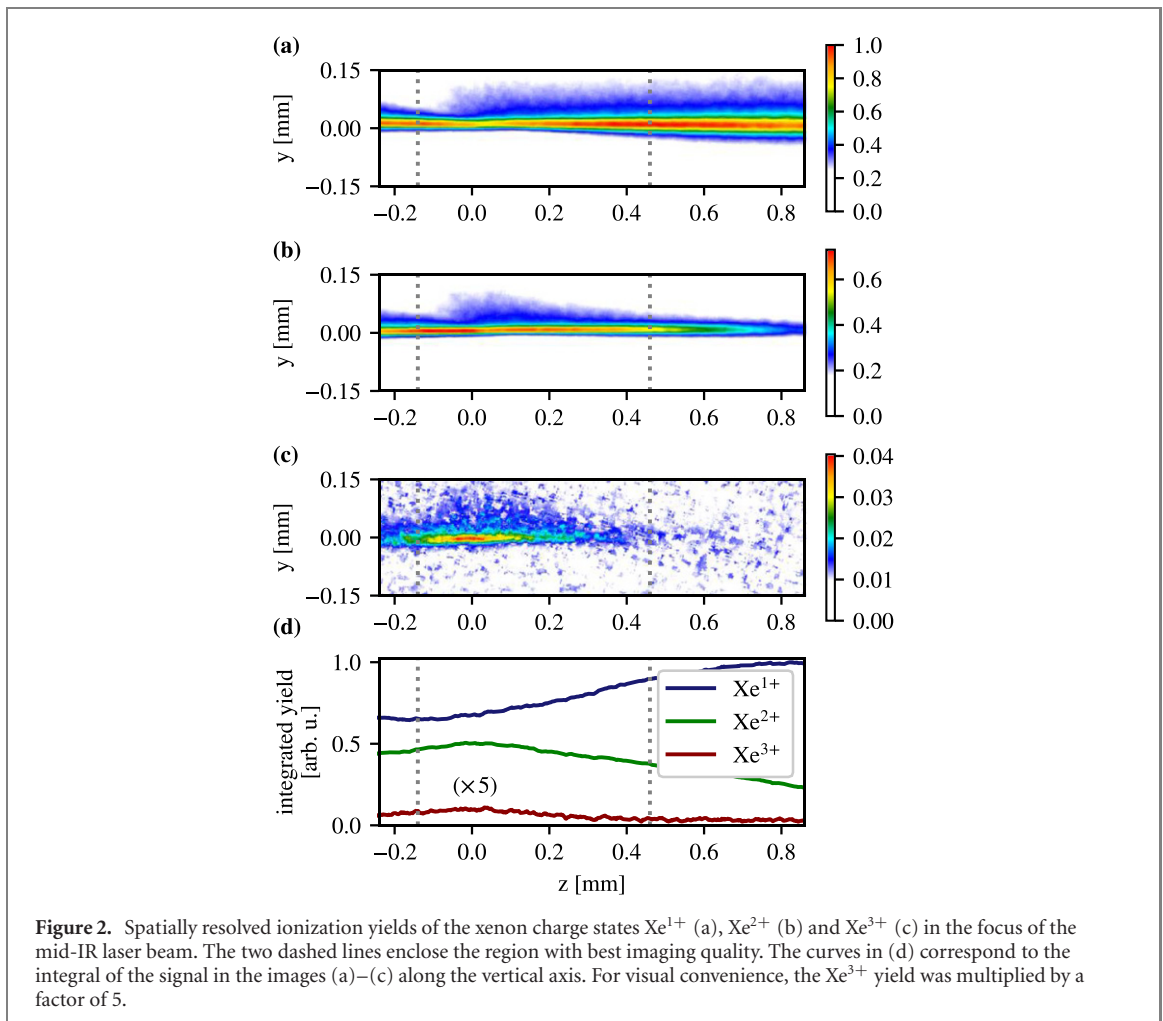 (a)
1.0
0.8
0.6
0.4
0.2
0.0
0.15
0.00
−0.15
y [mm]
−0.2 0.0 0.2 0.4 0.6 0.8
(b)
0.6
0.4
0.2
0.0
0.15
0.00
−0.15
y [mm]
−0.2 0.0 0.2 0.4 0.6 0.8
(c)
0.04
0.03
0.02
0.01
0.00
0.15
0.00
−0.15
y [mm]
−0.2 0.0 0.2 0.4 0.6 0.8
(d)
1.0
0.5
0.0
integrated yield
[arb. u.]
Xe¹⁺
Xe²⁺
Xe³⁺
(×5)
−0.2 0.0 0.2 0.4 0.6 0.8
z [mm]
Figure 2. Spatially resolved ionization yields of the xenon charge states Xe¹⁺ (a), Xe²⁺ (b) and Xe³⁺ (c) in the focus of the
mid-IR laser beam. The two dashed lines enclose the region with best imaging quality. The curves in (d) correspond to the
integral of the signal in the images (a)–(c) along the vertical axis. For visual convenience, the Xe³⁺ yield was multiplied by a
factor of 5.